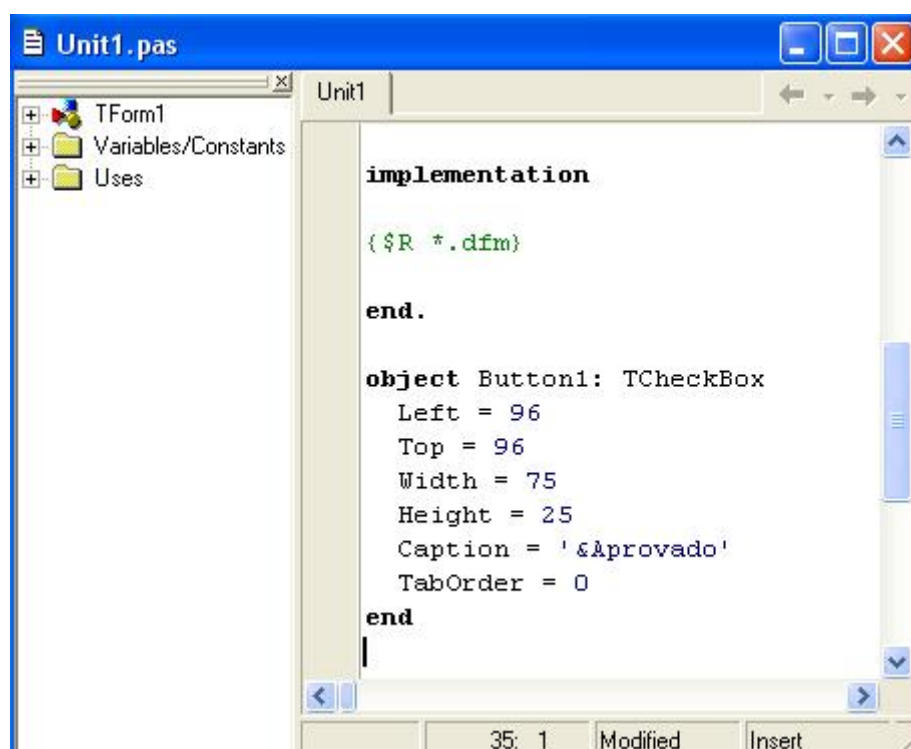 Unit1.pas
TForm1
Variables/Constants
Uses
Unit1
implementation
{$R *.dfm}
end.
object Button1: TCheckBox
Left = 96
Top = 96
Width = 75
Height = 25
Caption = '&Aprovado'
TabOrder = 0
end
35: 1 Modified Insert